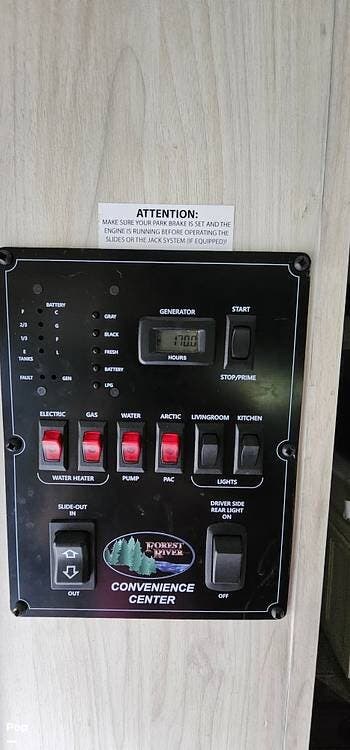 ATTENTION:
MAKE SURE YOUR PARK BRAKE IS SET AND THE
ENGINE IS RUNNING BEFORE OPERATING THE
SLIDES OR THE JACK SYSTEM (IF EQUIPPED)!
BATTERY
F C
2/3 G
1/3 F
E L
TANKS
FAULT GEN
GRAY
BLACK
FRESH
BATTERY
LPG
GENERATOR
170.0
HOURS
START
STOP/PRIME
ELECTRIC GAS WATER ARCTIC LIVINGROOM KITCHEN
WATER HEATER PUMP PAC LIGHTS
SLIDE-OUT
IN
OUT
FOREST
RIVER
CONVENIENCE
CENTER
DRIVER SIDE
REAR LIGHT
ON
OFF
Pop